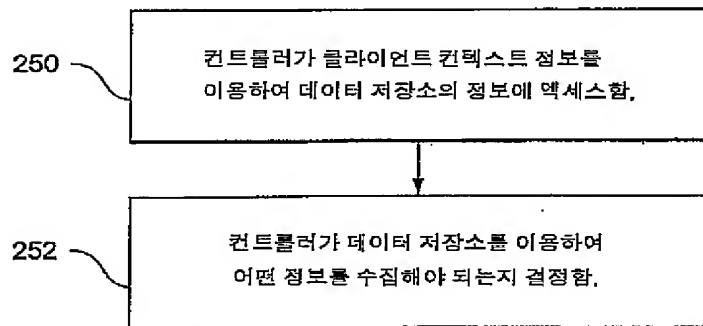 250
컨트롤러가 클라이언트 컨텍스트 정보를
이용하여 데이터 저장소의 정보에 액세스함.
252
컨트롤러가 데이터 저장소를 이용하여
어떤 정보를 수집해야 되는지 결정함.